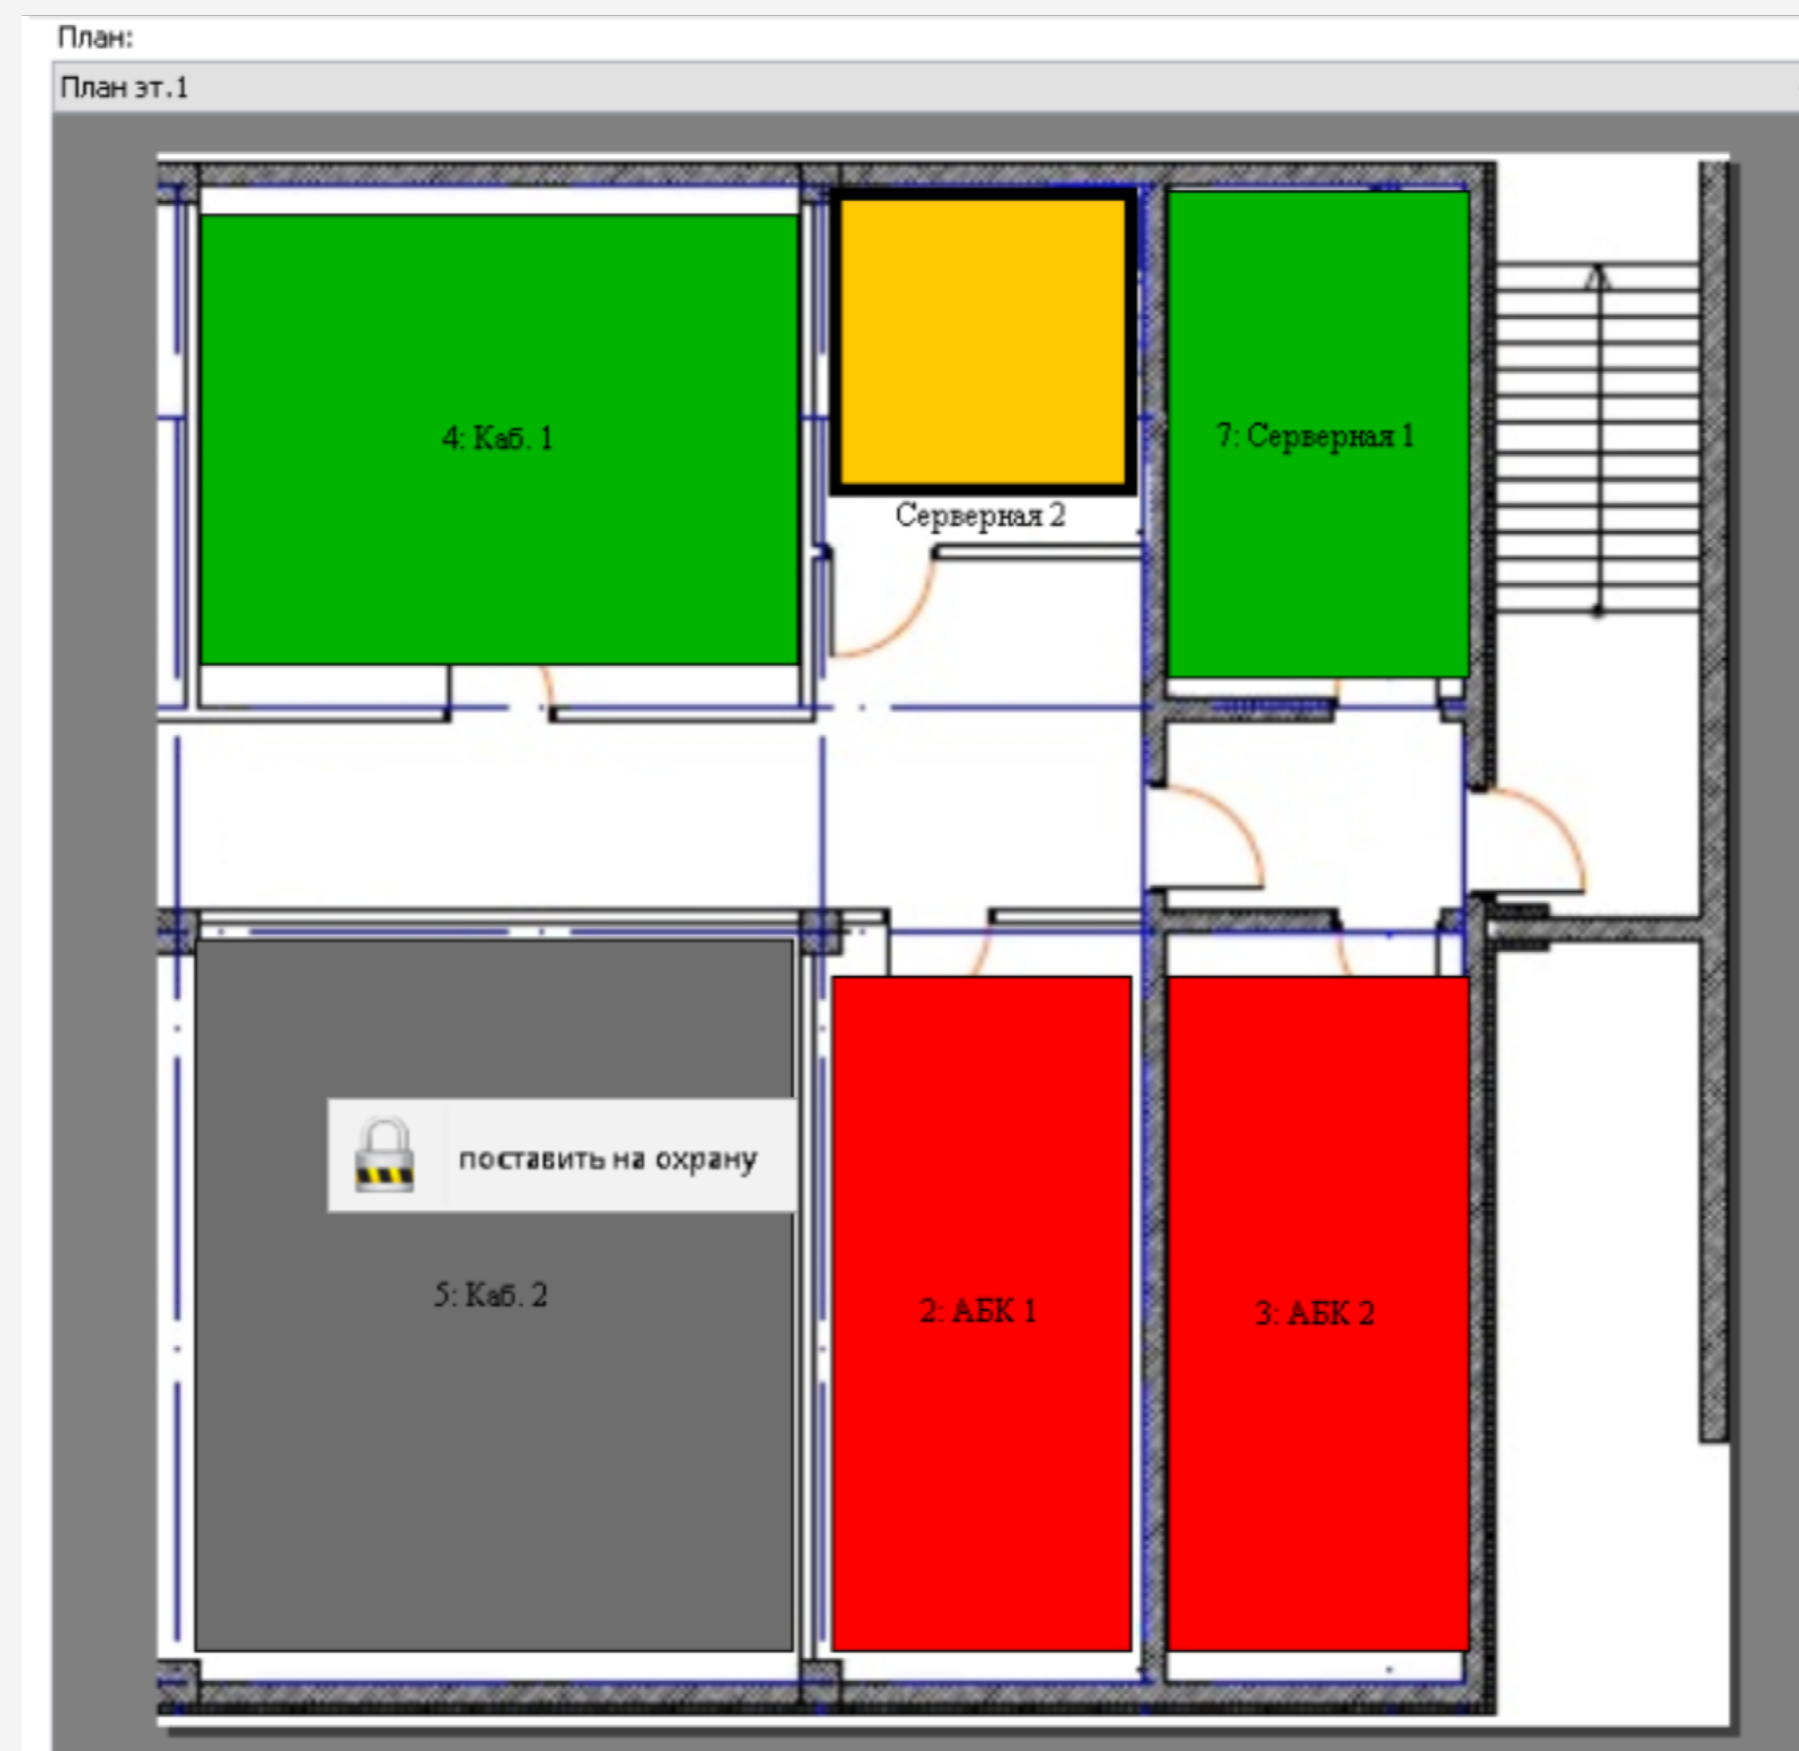 План:
План эт.1
4: Каб. 1
7: Серверная 1
Серверная 2
поставить на охрану
5: Каб. 2
2: АБК 1
3: АБК 2